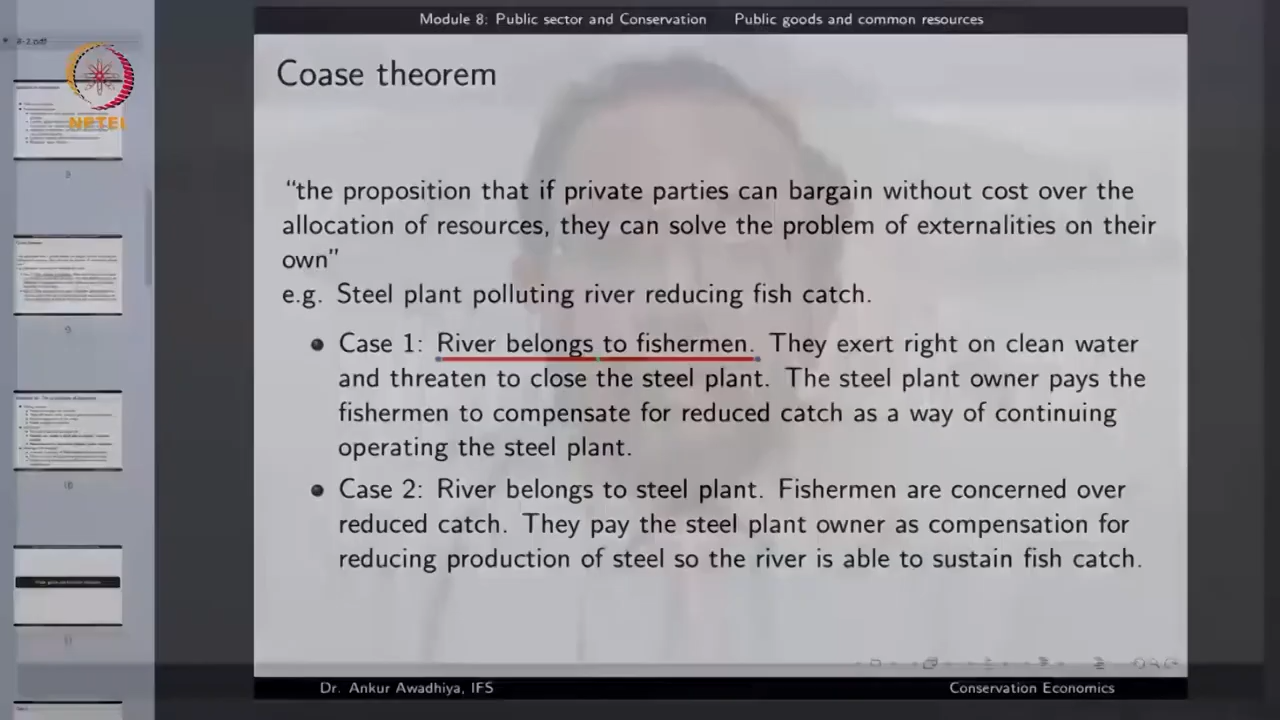 Module 8: Public sector and Conservation Public goods and common resources
8-2.pdf
NPTEL
Coase theorem
“the proposition that if private parties can bargain without cost over the
allocation of resources, they can solve the problem of externalities on their
own”
e.g. Steel plant polluting river reducing fish catch.
Case 1: River belongs to fishermen. They exert right on clean water
and threaten to close the steel plant. The steel plant owner pays the
fishermen to compensate for reduced catch as a way of continuing
operating the steel plant.
Case 2: River belongs to steel plant. Fishermen are concerned over
reduced catch. They pay the steel plant owner as compensation for
reducing production of steel so the river is able to sustain fish catch.
9
10
11
Dr. Ankur Awadhiya, IFS Conservation Economics